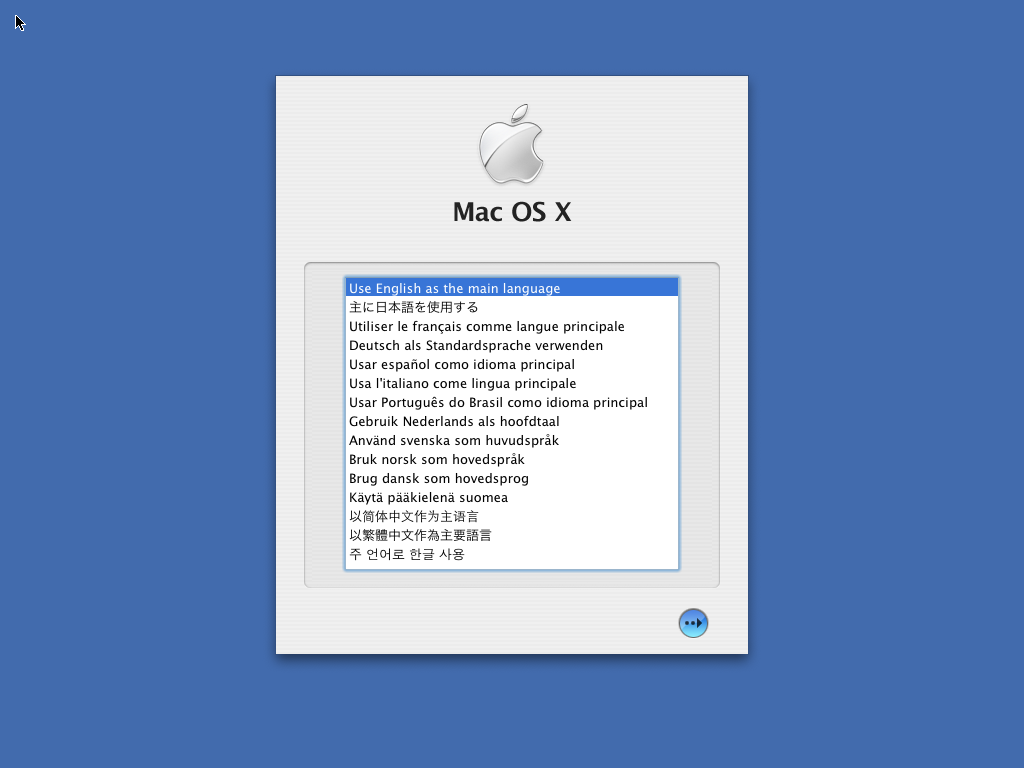 Mac OS X
Use English as the main language
主に日本語を使用する
Utiliser le français comme langue principale
Deutsch als Standardsprache verwenden
Usar español como idioma principal
Usa l'italiano come lingua principale
Usar Português do Brasil como idioma principal
Gebruik Nederlands als hoofdtaal
Använd svenska som huvudspråk
Bruk norsk som hovedspråk
Brug dansk som hovedsprog
Käytä pääkielenä suomea
以简体中文作为主语言
以繁體中文作為主要語言
주 언어로 한글 사용